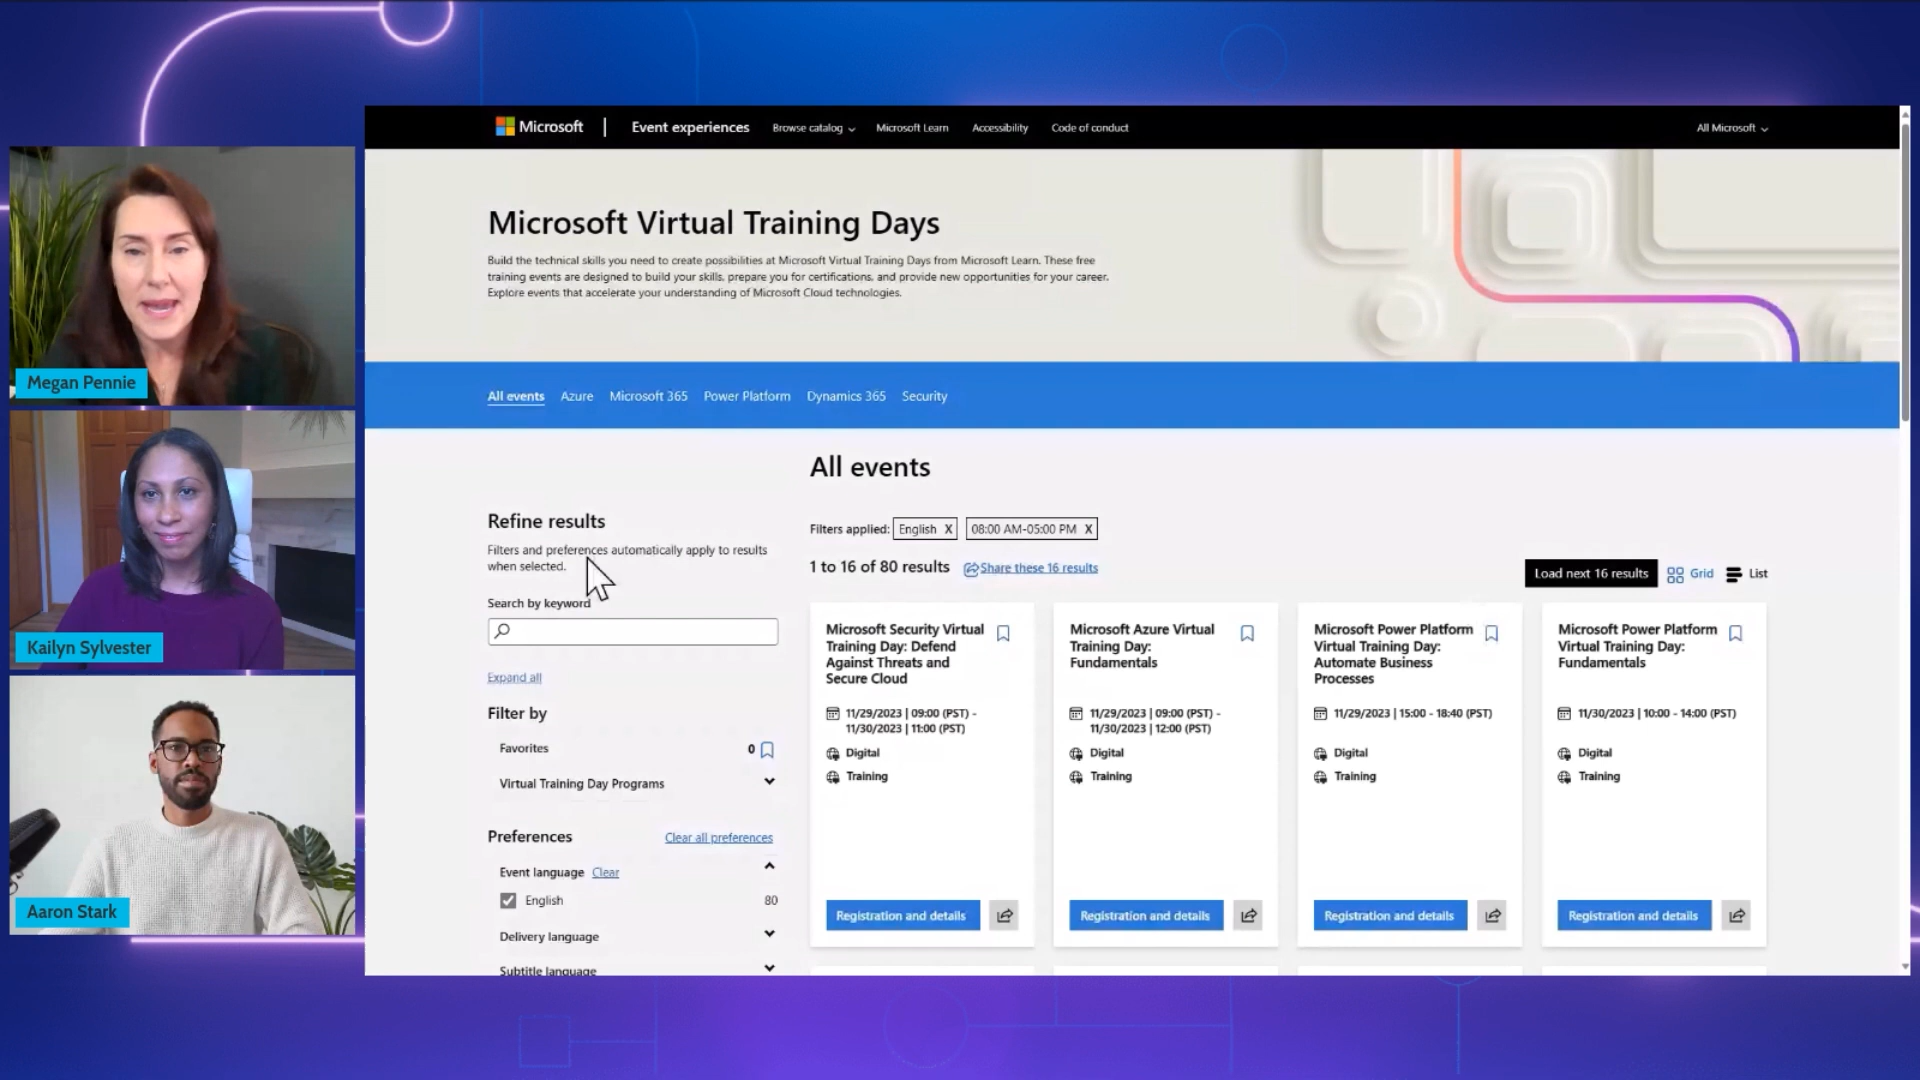 Microsoft | Event experiences Browse catalog Microsoft Learn Accessibility Code of conduct All Microsoft
Microsoft Virtual Training Days
Build the technical skills you need to create possibilities at Microsoft Virtual Training Days from Microsoft Learn. These free
training events are designed to build your skills, prepare you for certifications, and provide new opportunities for your career.
Explore events that accelerate your understanding of Microsoft Cloud technologies.
Megan Pennie
All events Azure Microsoft 365 Power Platform Dynamics 365 Security
All events
Refine results
Filters and preferences automatically apply to results
when selected.
Search by keyword
Expand all
Filter by
Favorites 0
Virtual Training Day Programs
Preferences Clear all preferences
Event language Clear
English 80
Delivery language
Subtitle language
Filters applied: English X 08:00 AM-05:00 PM X
1 to 16 of 80 results Share these 16 results
Load next 16 results Grid List
Microsoft Security Virtual
Training Day: Defend
Against Threats and
Secure Cloud
11/29/2023 | 09:00 (PST) -
11/30/2023 | 11:00 (PST)
Digital
Training
Registration and details
Microsoft Azure Virtual
Training Day:
Fundamentals
11/29/2023 | 09:00 (PST) -
11/30/2023 | 12:00 (PST)
Digital
Training
Registration and details
Microsoft Power Platform
Virtual Training Day:
Automate Business
Processes
11/29/2023 | 15:00 - 18:40 (PST)
Digital
Training
Registration and details
Microsoft Power Platform
Virtual Training Day:
Fundamentals
11/30/2023 | 10:00 - 14:00 (PST)
Digital
Training
Registration and details
Kailyn Sylvester
Aaron Stark